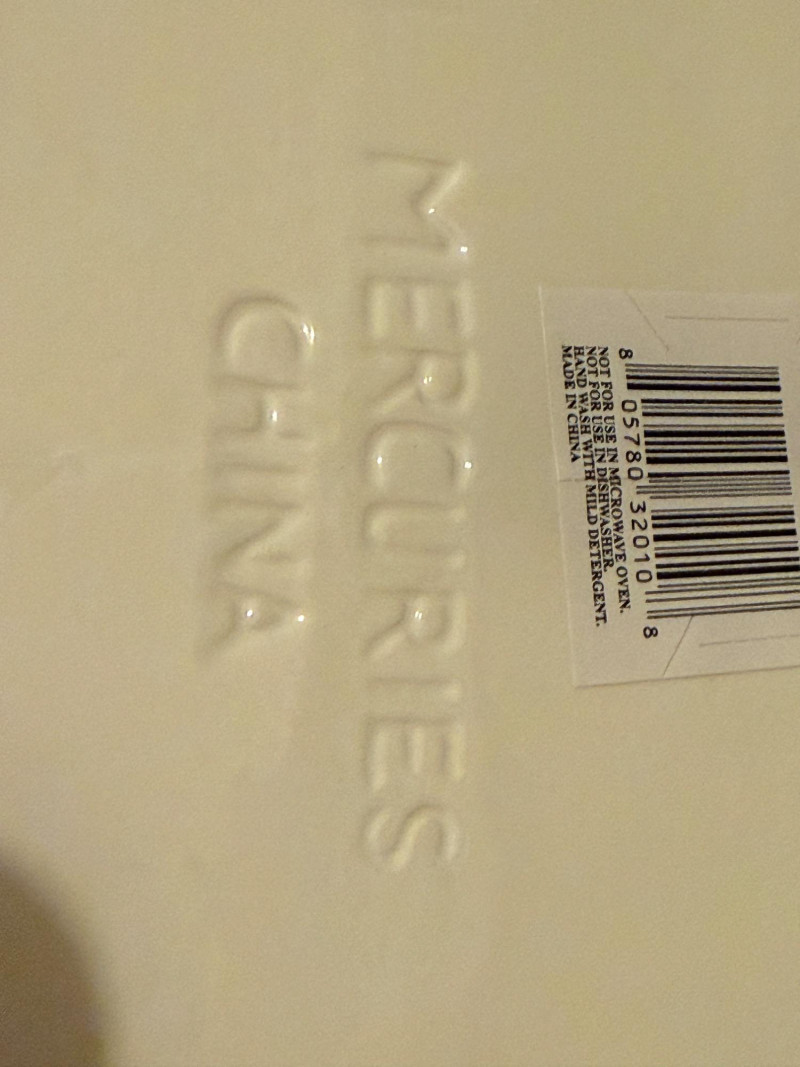 MERCURIES
CHINA
8 05780 32010 8
NOT FOR USE IN MICROWAVE OVEN.
NOT FOR USE IN DISHWASHER.
HAND WASH WITH MILD DETERGENT.
MADE IN CHINA